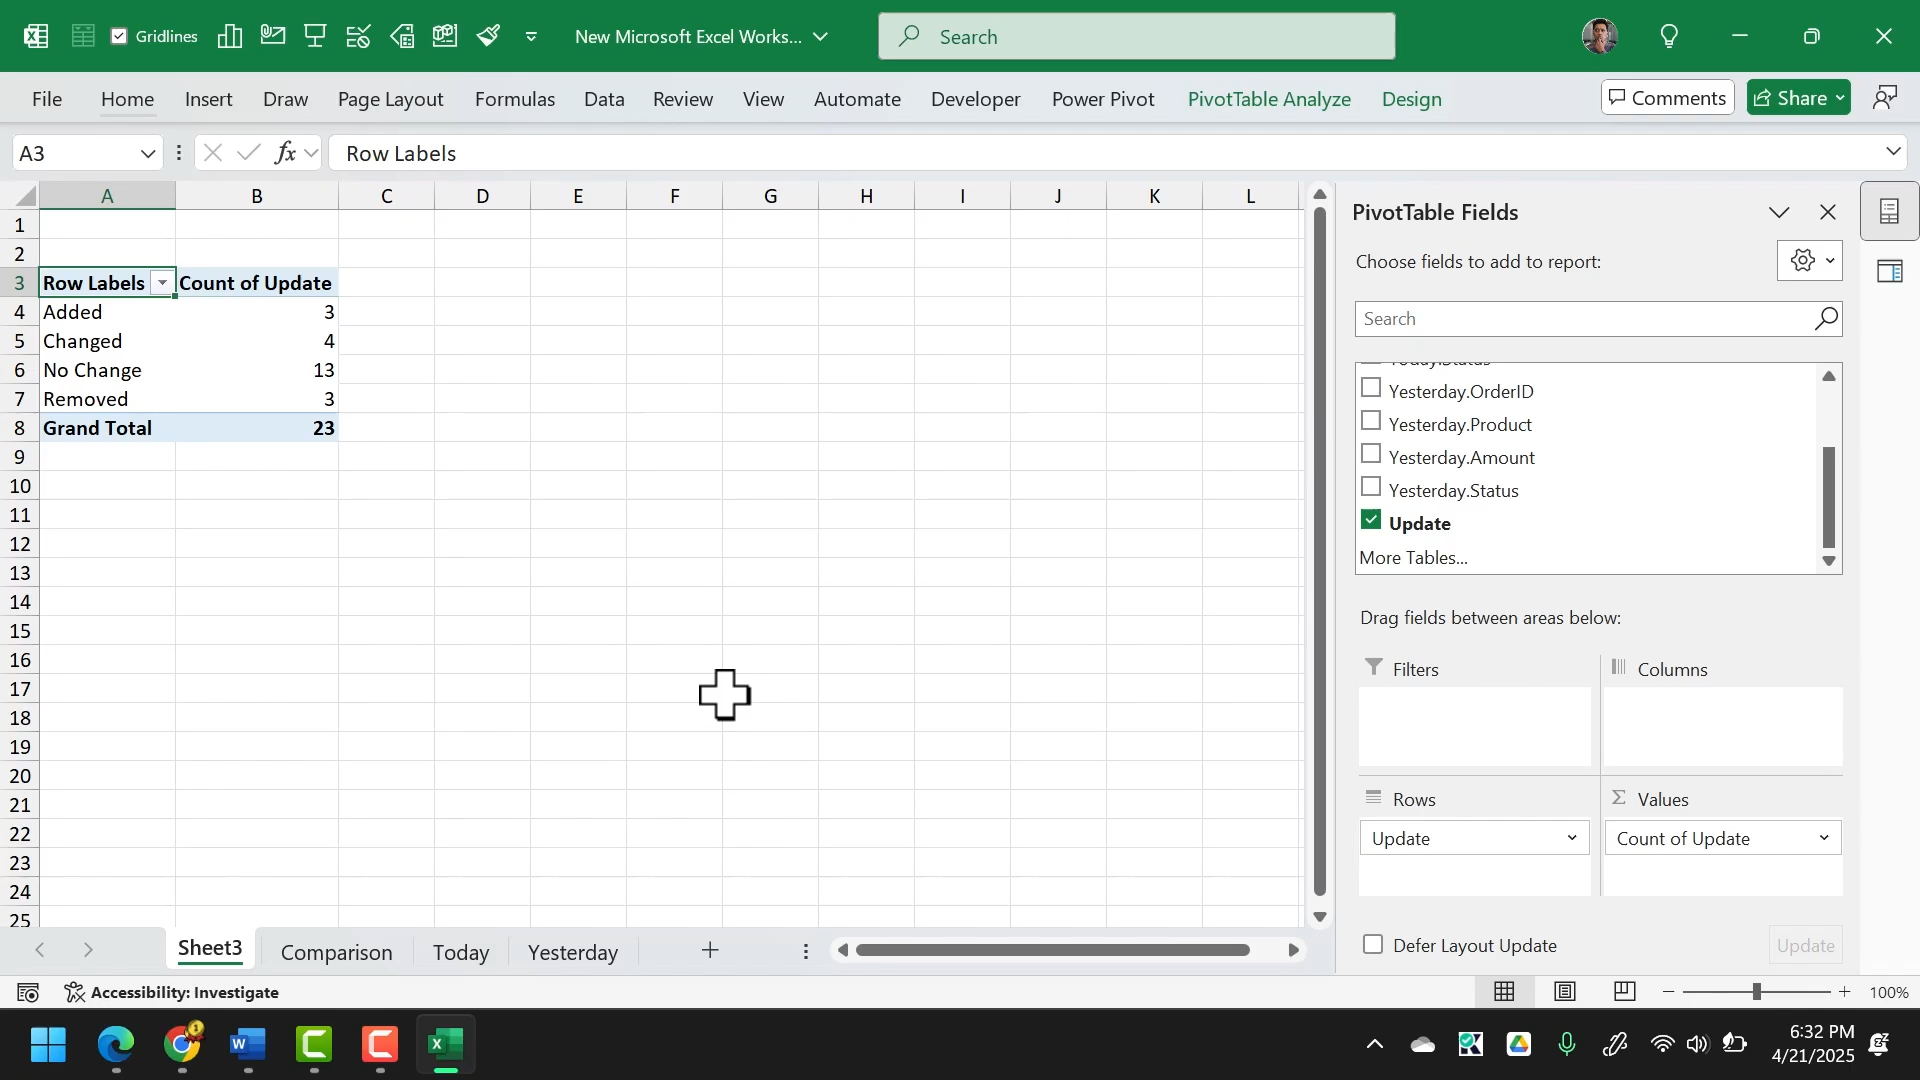 Gridlines
New Microsoft Excel Works...
Search
File Home Insert Draw Page Layout Formulas Data Review View Automate Developer Power Pivot PivotTable Analyze Design
Comments
Share
A3
fx
Row Labels
A B C D E F G H I J K L
1
2
3 Row Labels Count of Update
4 Added 3
5 Changed 4
6 No Change 13
7 Removed 3
8 Grand Total 23
9
10
11
12
13
14
15
16
17
18
19
20
21
22
23
24
25
PivotTable Fields
Choose fields to add to report:
Search
Today.Status
Yesterday.OrderID
Yesterday.Product
Yesterday.Amount
Yesterday.Status
Update
More Tables...
Drag fields between areas below:
Filters
Columns
Rows
Σ Values
Update
Count of Update
Defer Layout Update
Update
Sheet3 Comparison Today Yesterday
Accessibility: Investigate
100%
6:32 PM
4/21/2025